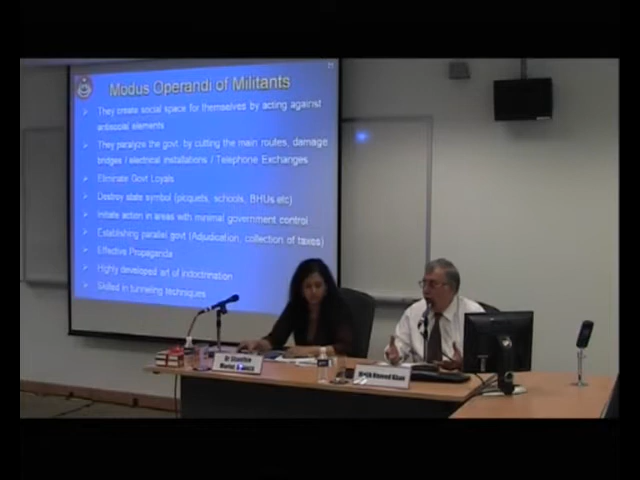 Modus Operandi of Militants
They create social space for themselves by acting against
antisocial elements
They paralyze the govt. by cutting the main routes, damage
bridges / electrical installations / Telephone Exchanges
Eliminate Govt Loyals
Destroy state symbol (picquets, schools, BHUs etc)
Initiate action in areas with minimal government control
Establishing parallel govt (Adjudication, collection of taxes)
Effective Propaganda
Highly developed art of indoctrination
Skilled in tunneling techniques
Dr
Hameed Khan